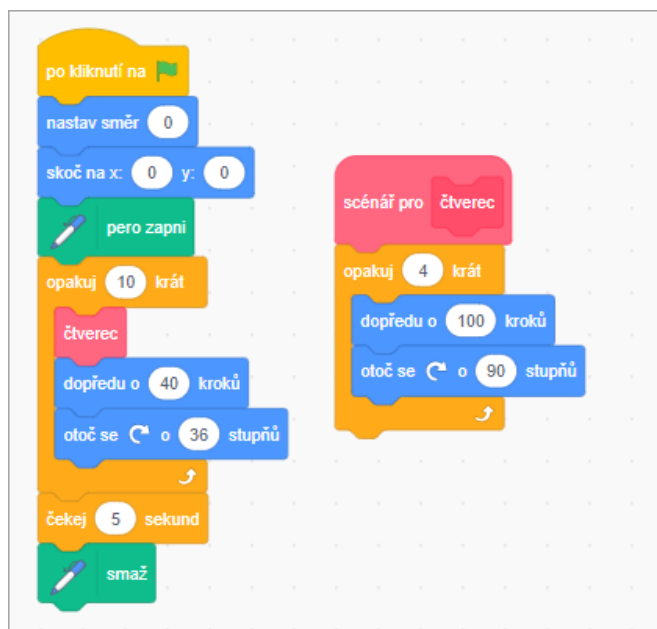 po kliknutí na
nastav směr 0
skoč na x: 0 y: 0
pero zapni
opakuj 10 krát
čtverec
dopředu o 40 kroků
otoč se o 36 stupňů
čekej 5 sekund
smaž
scénář pro čtverec
opakuj 4 krát
dopředu o 100 kroků
otoč se o 90 stupňů